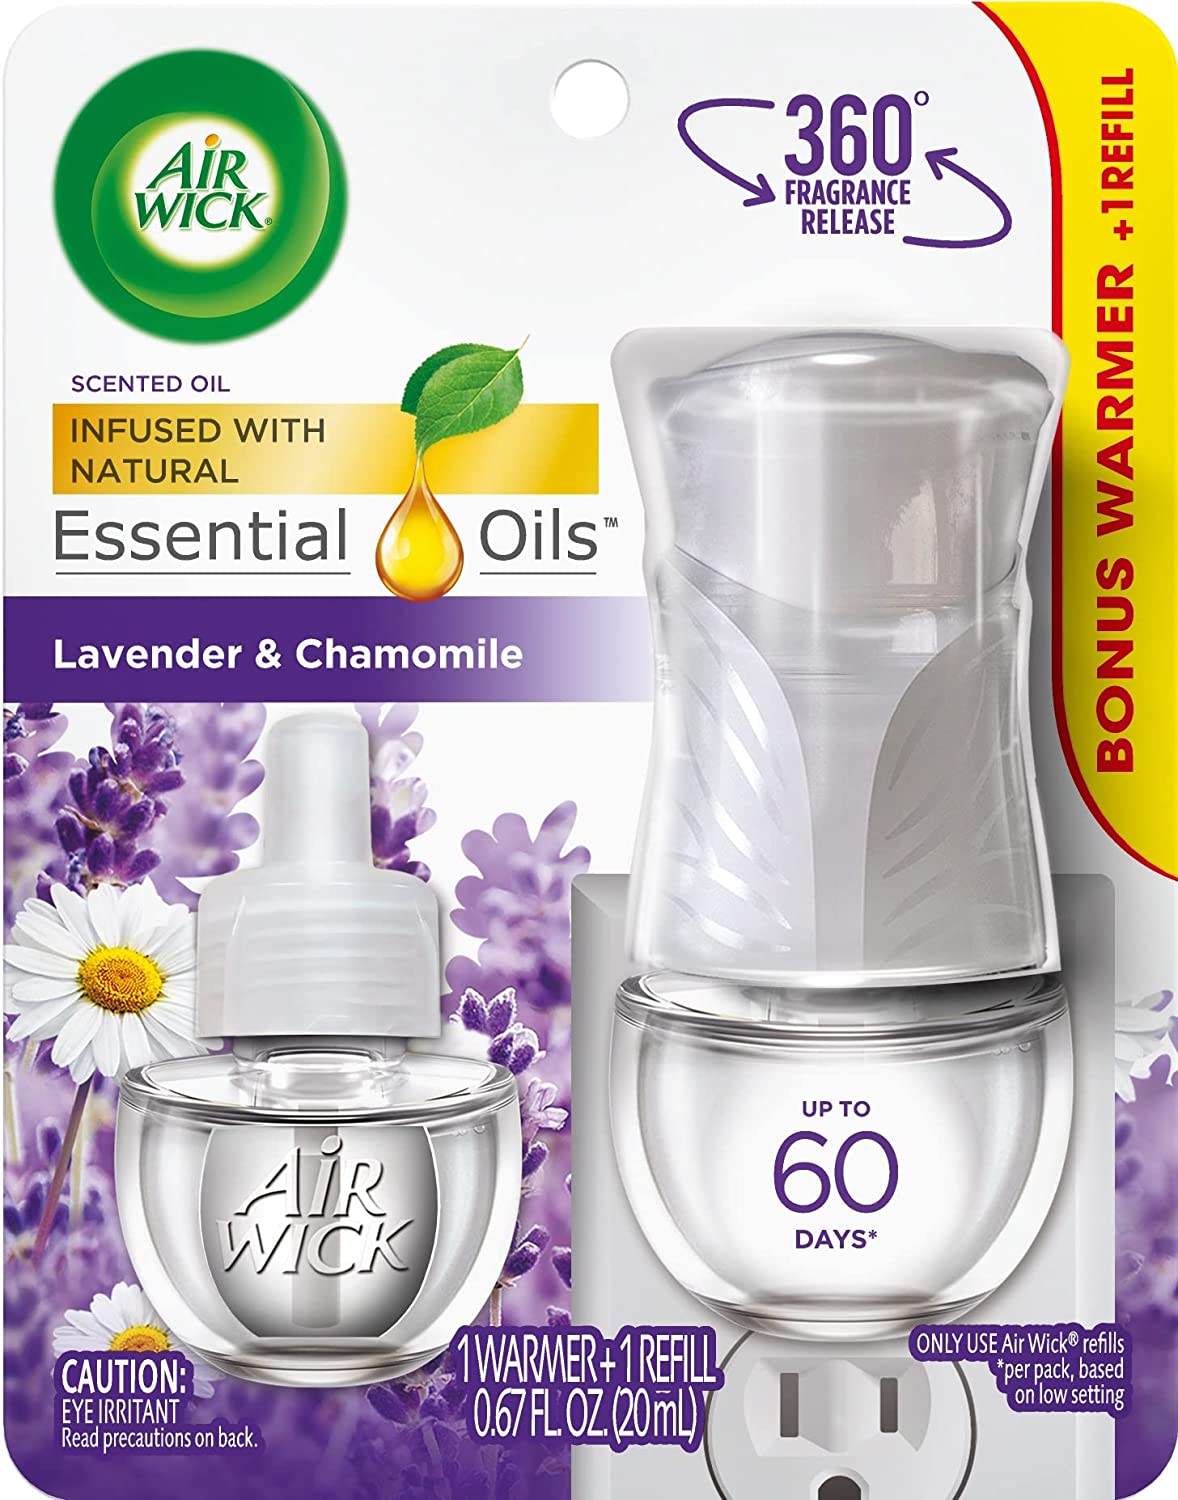 AIR
WICK®
360°
FRAGRANCE
RELEASE
BONUS WARMER +1REFILL
SCENTED OIL
INFUSED WITH
NATURAL
Essential Oils™
Lavender & Chamomile
AIR
WICK
UP TO
60
DAYS*
CAUTION:
EYE IRRITANT
Read precautions on back.
1 WARMER + 1 REFILL
0.67 FL. OZ. (20 mL)
ONLY USE Air Wick® refills
*per pack, based
on low setting